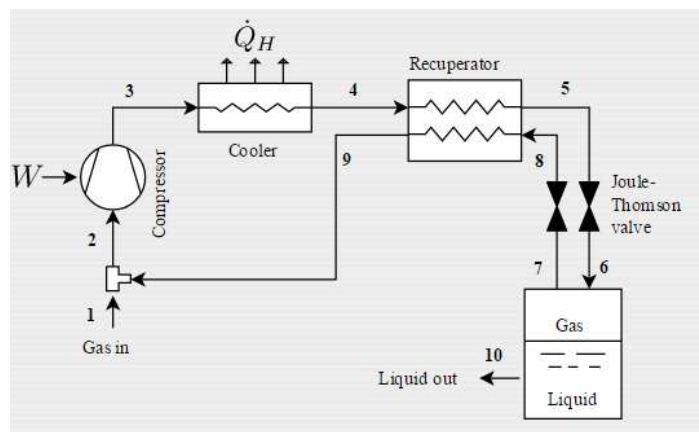 Q̇_H
Recuperator
3
4
5
Cooler
9
8
W
Compressor
Joule-
Thomson
valve
2
7
6
1
Gas in
Gas
10
Liquid out
Liquid